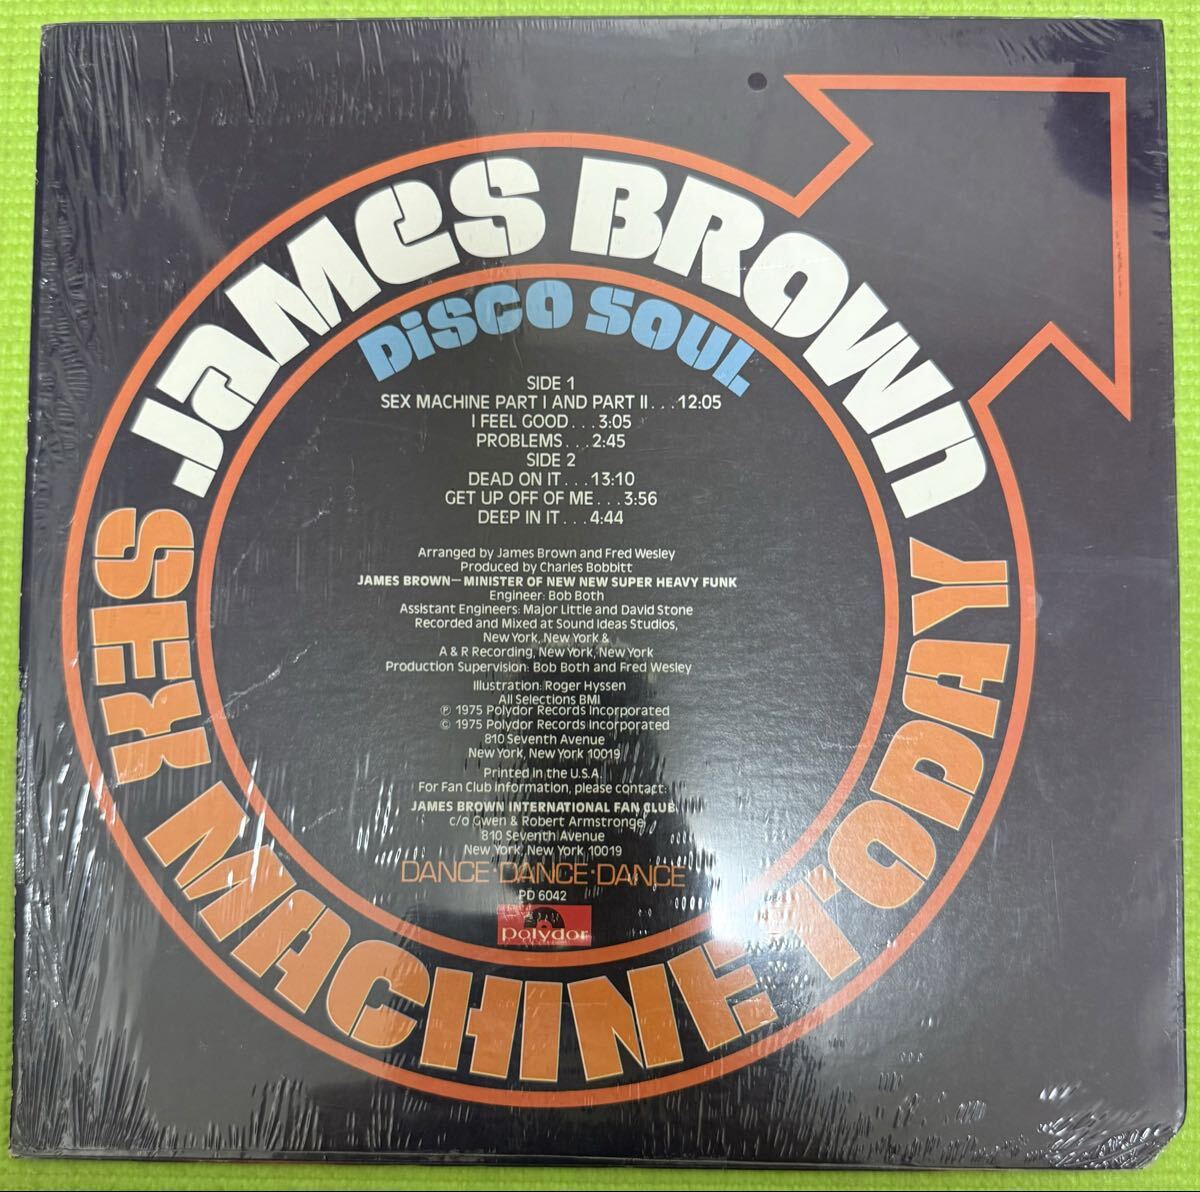 JAMES BROWN
SEX MACHINE TODAY
DISCO SOUL
SIDE 1
SEX MACHINE PART I AND PART II...12:05
I FEEL GOOD...3:05
PROBLEMS...2:45
SIDE 2
DEAD ON IT...13:10
GET UP OFF OF ME...3:56
DEEP IN IT...4:44
Arranged by James Brown and Fred Wesley
Produced by Charles Bobbitt
JAMES BROWN—MINISTER OF NEW NEW SUPER HEAVY FUNK
Engineer: Bob Both
Assistant Engineers: Major Little and David Stone
Recorded and Mixed at Sound Ideas Studios,
New York, New York &
A & R Recording, New York, New York
Production Supervision: Bob Both and Fred Wesley
Illustration: Roger Hyssen
All Selections BMI
℗ 1975 Polydor Records Incorporated
© 1975 Polydor Records Incorporated
810 Seventh Avenue
New York, New York 10019
Printed in the U.S.A.
For Fan Club information, please contact:
JAMES BROWN INTERNATIONAL FAN CLUB
c/o Gwen & Robert Armstronge
810 Seventh Avenue
New York, New York 10019
DANCE·DANCE·DANCE
PD 6042
Polydor